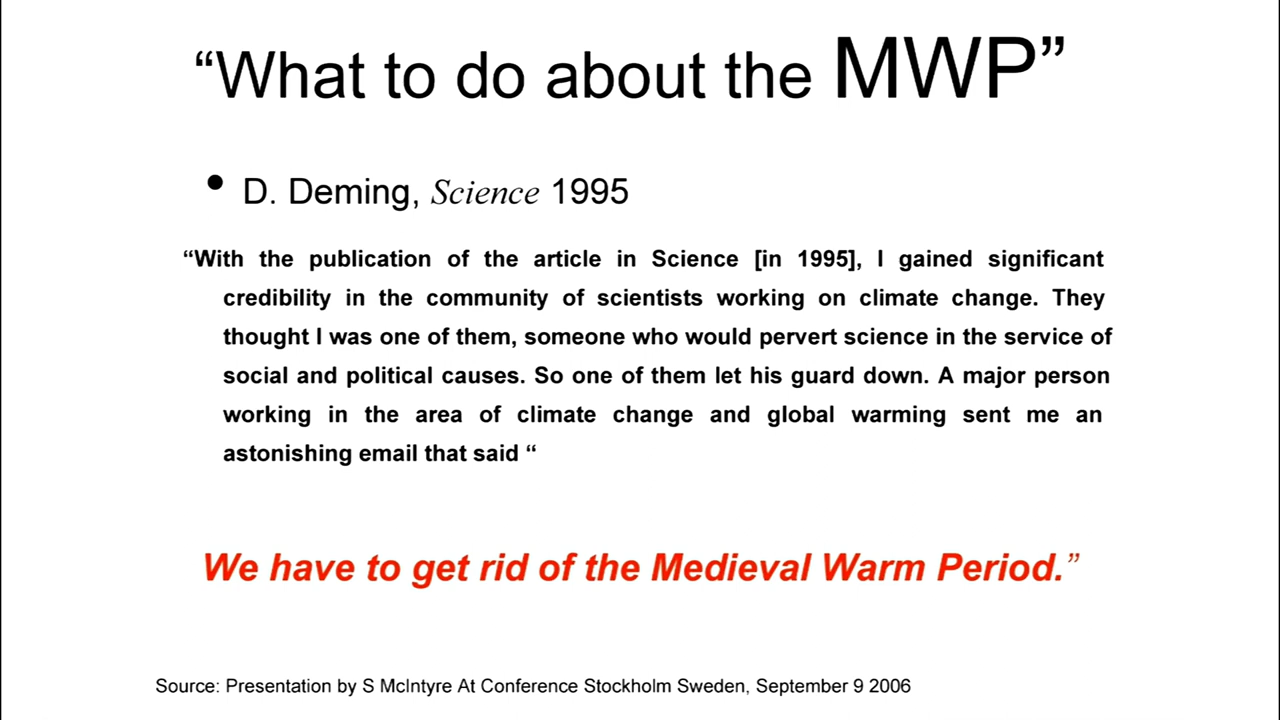 “What to do about the MWP”
• D. Deming, Science 1995
“With the publication of the article in Science [in 1995], I gained significant
credibility in the community of scientists working on climate change. They
thought I was one of them, someone who would pervert science in the service of
social and political causes. So one of them let his guard down. A major person
working in the area of climate change and global warming sent me an
astonishing email that said “
We have to get rid of the Medieval Warm Period.”
Source: Presentation by S McIntyre At Conference Stockholm Sweden, September 9 2006